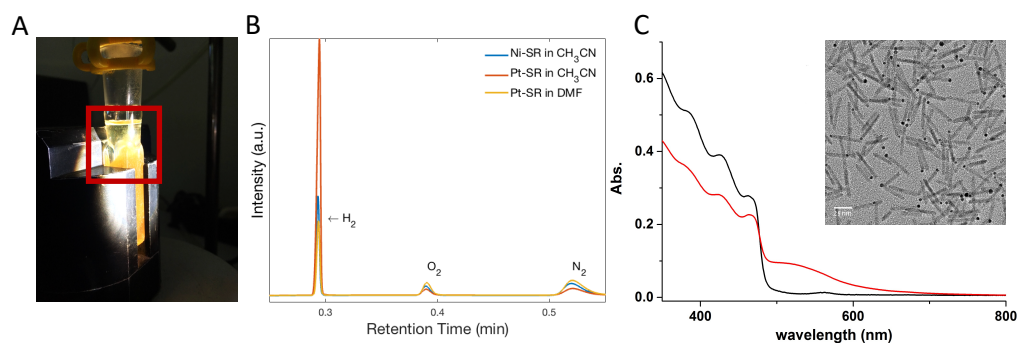 A
B
C
Ni-SR in CH3CN
Pt-SR in CH3CN
Pt-SR in DMF
Intensity (a.u.)
← H2
O2
N2
0.3
0.4
0.5
Retention Time (min)
Abs.
0.6
0.4
0.2
0.0
400
600
800
wavelength (nm)